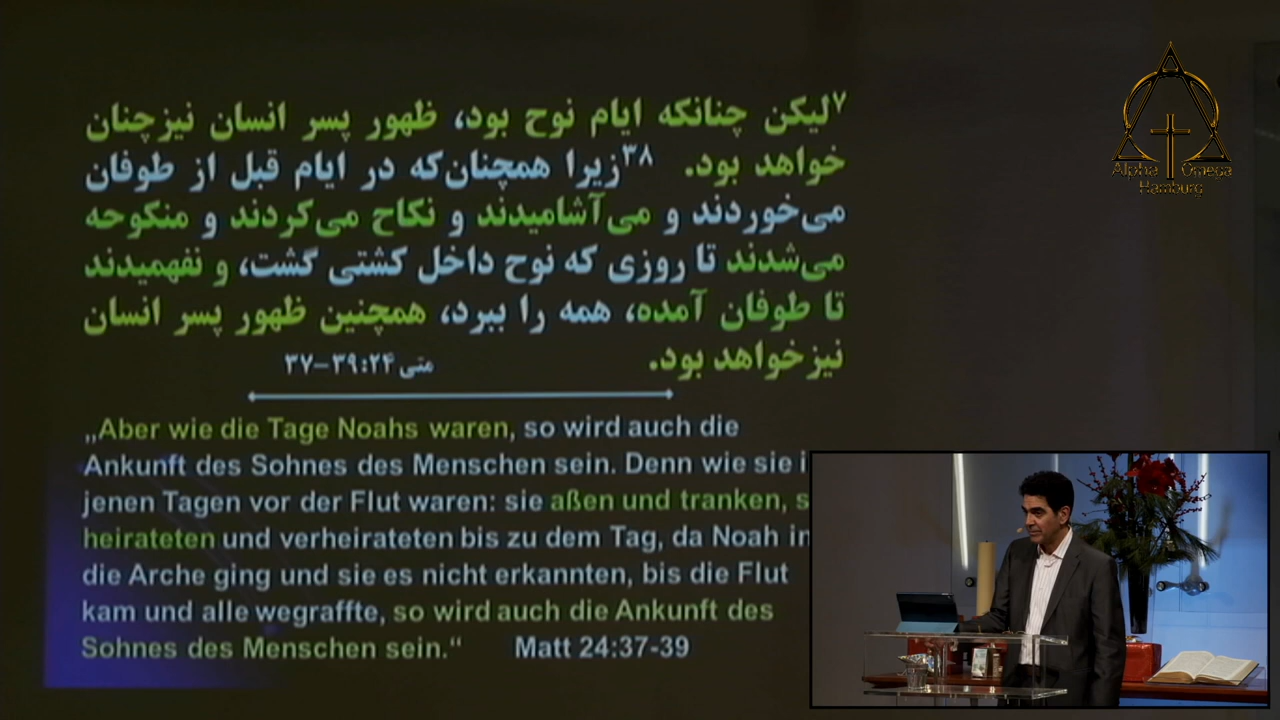 ۷لیکن چنانکه ایام نوح بود، ظهور پسر انسان نیزچنان
خواهد بود. ۳۸زیرا همچنان‌که در ایام قبل از طوفان
می‌خوردند و می‌آشامیدند و نکاح می‌کردند و منکوحه
می‌شدند تا روزی که نوح داخل کشتی گشت، و نفهمیدند
تا طوفان آمده، همه را ببرد، همچنین ظهور پسر انسان
نیزخواهد بود.
متی ۳۹:۲۴–۳۷
„Aber wie die Tage Noahs waren, so wird auch die
Ankunft des Sohnes des Menschen sein. Denn wie sie i
jenen Tagen vor der Flut waren: sie aßen und tranken, s
heirateten und verheirateten bis zu dem Tag, da Noah in
die Arche ging und sie es nicht erkannten, bis die Flut
kam und alle wegraffte, so wird auch die Ankunft des
Sohnes des Menschen sein.“ Matt 24:37-39
Alpha Omega
Hamburg